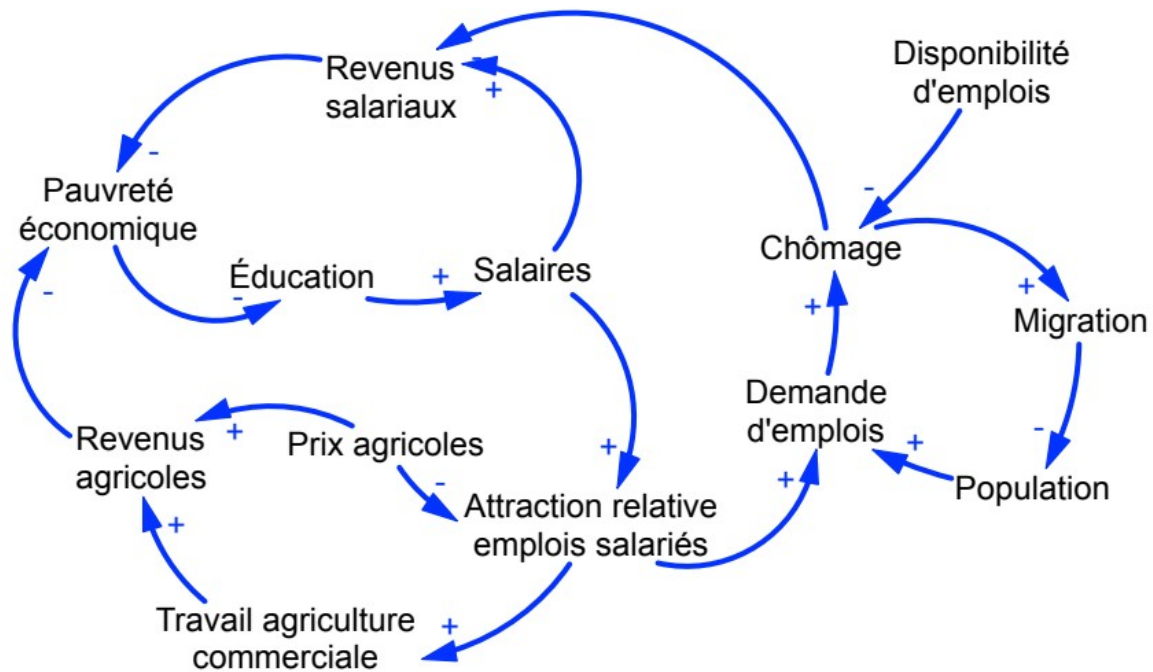 Disponibilité
d'emplois
-
Revenus
salariaux
-
+
-
Pauvreté
économique
-
-
Éducation
+
Salaires
Chômage
+
Migration
+
-
Demande
d'emplois
+
Population
Revenus
agricoles
+
Prix agricoles
-
+
Attraction relative
emplois salariés
+
+
+
Travail agriculture
commerciale